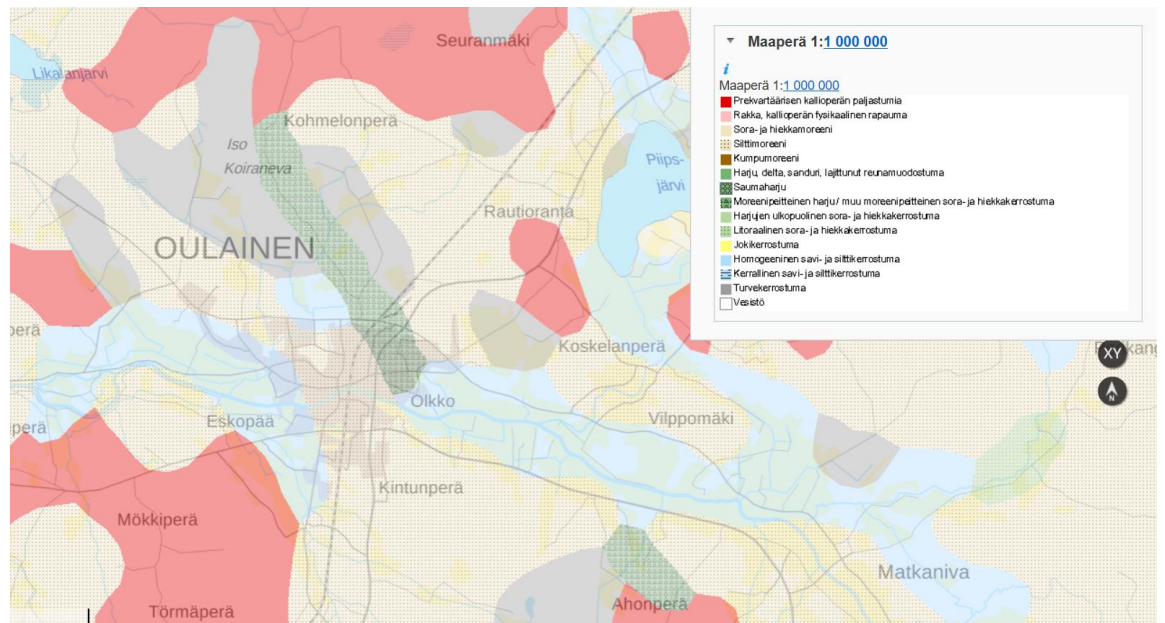 Seuranmäki
Likalanjärvi
Kohmelonperä
Iso
Koiraneva
Piips-
järvi
Rautioranta
OULAINEN
perä
Koskelanperä
Eskopää
Olkko
Vilppomäki
perä
Kintunperä
Mökkiperä
Matkaniva
Ahonperä
Törmäperä
Maaperä 1:1 000 000
i
Maaperä 1:1 000 000
Prekvartäärisen kallioperän paljastumia
Rakka, kallioperän fysikaalinen rapauma
Sora- ja hiekkamoreeni
Silttimoreeni
Kumpumoreeni
Harju, delta, sanduri, lajittunut reunamuodostuma
Saumaharju
Moreenipeitteinen harju / muu moreenipeitteinen sora- ja hiekkakerrostuma
Harjujen ulkopuolinen sora- ja hiekkakerrostuma
Litoraalinen sora- ja hiekkakerrostuma
Jokikerrostuma
Homogeeninen savi- ja silttikerrostuma
Kerrallinen savi- ja silttikerrostuma
Turvekerrostuma
Vesistö
XY
N